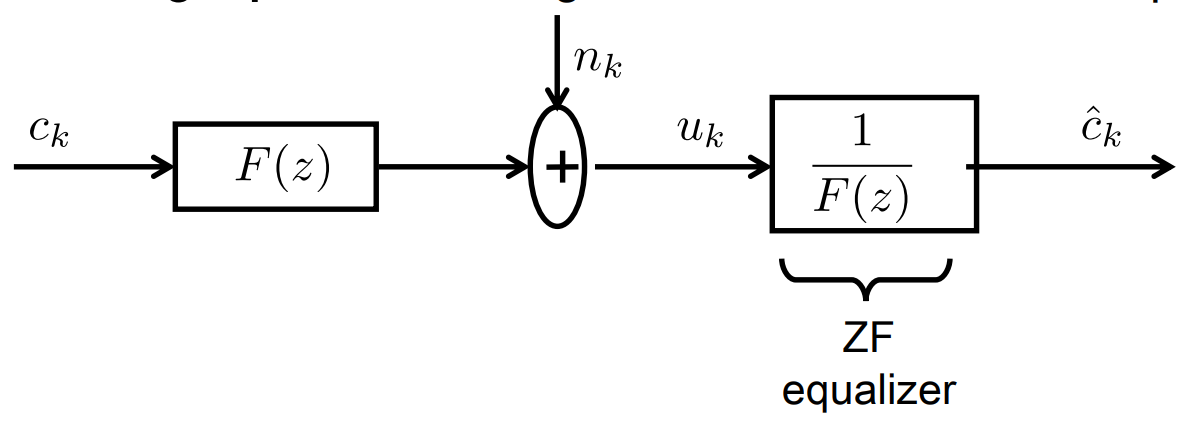 n_k
c_k
F(z)
+
u_k
1
F(z)
ĉ_k
ZF
equalizer